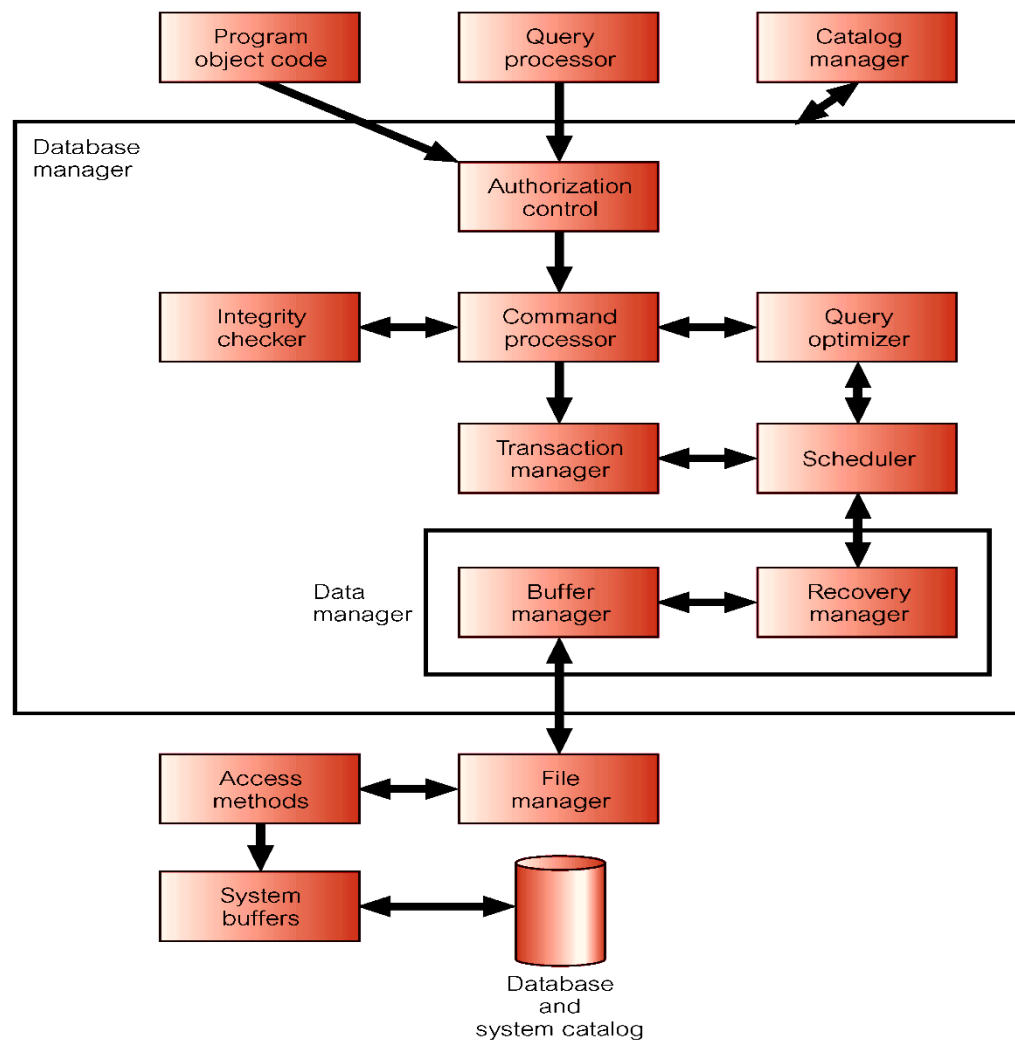 Program
object code
Query
processor
Catalog
manager
Database
manager
Authorization
control
Integrity
checker
Command
processor
Query
optimizer
Transaction
manager
Scheduler
Data
manager
Buffer
manager
Recovery
manager
Access
methods
File
manager
System
buffers
Database
and
system catalog